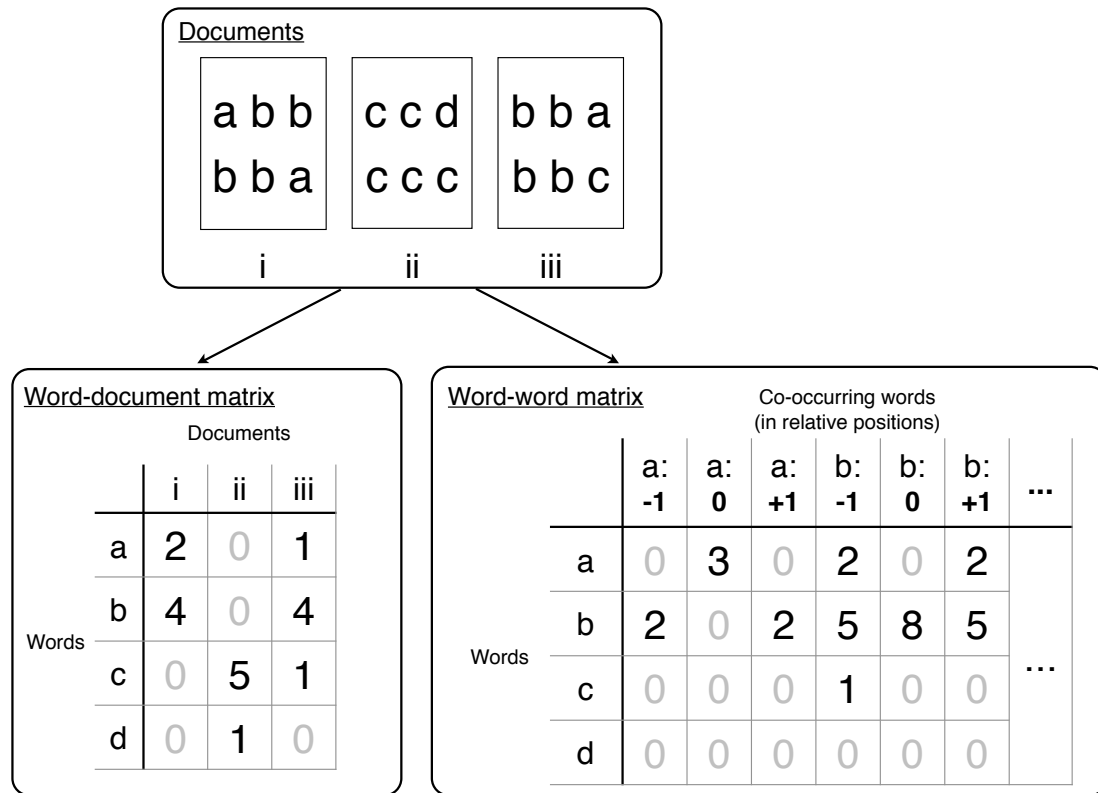 Documents
a b b c c d b b a
b b a c c c b b c
i ii iii
Word-document matrix
Documents
i ii iii
a 2 0 1
b 4 0 4
Words
c 0 5 1
d 0 1 0
Word-word matrix
Co-occurring words
(in relative positions)
a: a: a: b: b: b: ...
-1 0 +1 -1 0 +1
a 0 3 0 2 0 2
b 2 0 2 5 8 5
Words ...
c 0 0 0 1 0 0
d 0 0 0 0 0 0